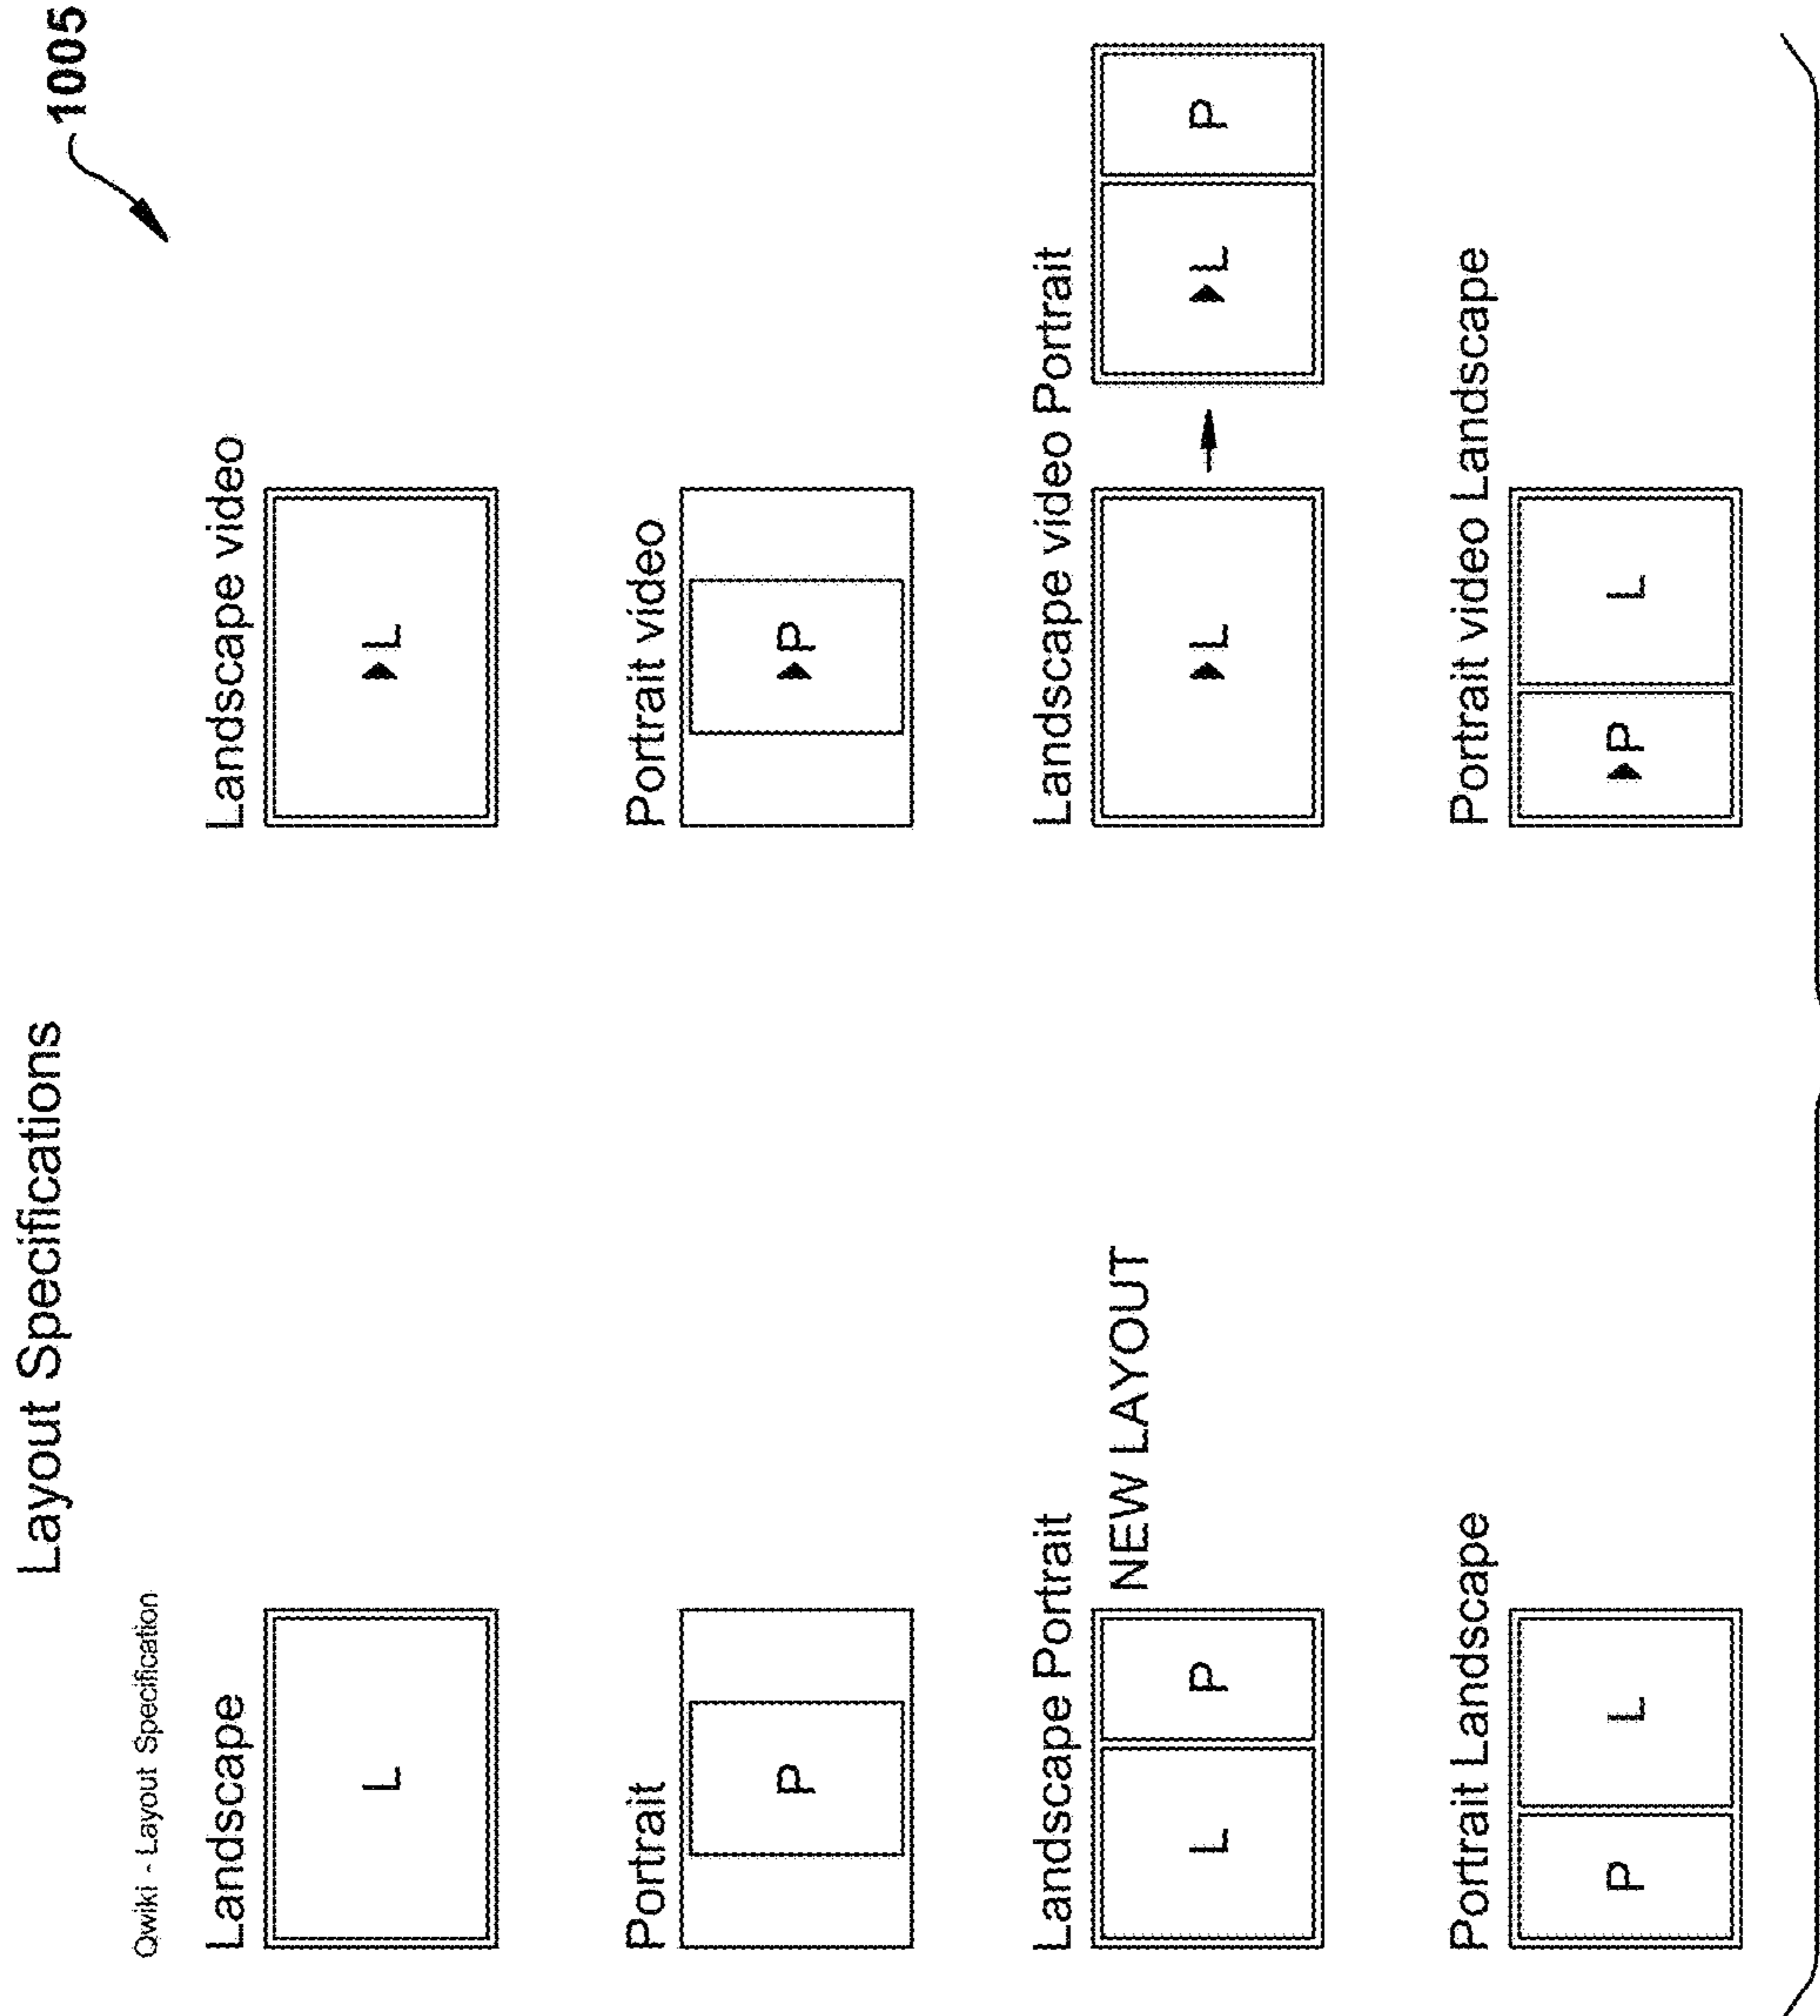 Layout Specifications
1005
Qwiki - Layout Specification
Landscape
L
Landscape video
▶L
Portrait
P
Portrait video
▶P
Landscape Portrait
L P
NEW LAYOUT
Landscape video Portrait
▶L → ▶L P
Portrait Landscape
P L
Portrait video Landscape
▶P L